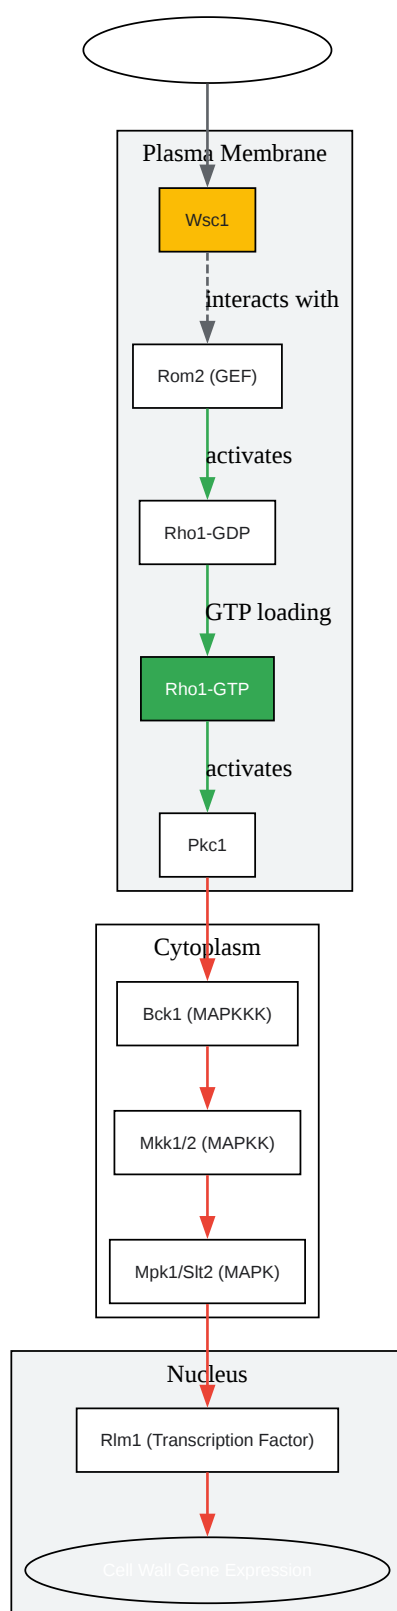 Plasma Membrane
Wsc1
interacts with
Rom2 (GEF)
activates
Rho1-GDP
GTP loading
Rho1-GTP
activates
Pkc1
Cytoplasm
Bck1 (MAPKKK)
Mkk1/2 (MAPKK)
Mpk1/Slt2 (MAPK)
Nucleus
Rlm1 (Transcription Factor)
Cell Wall Gene Expression